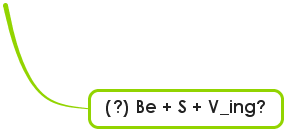 (?) Be + S + V_ing?